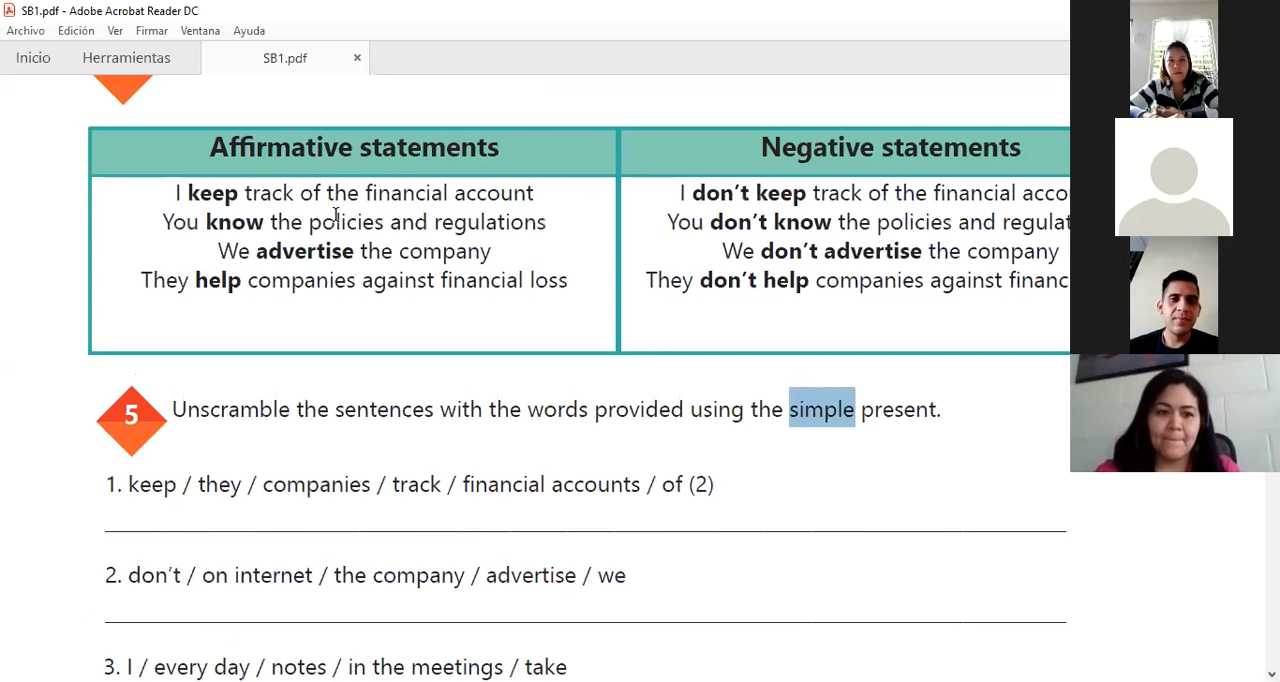 SB1.pdf - Adobe Acrobat Reader DC
Archivo Edición Ver Firmar Ventana Ayuda
Inicio Herramientas SB1.pdf ×
Affirmative statements
I keep track of the financial account
You know the policies and regulations
We advertise the company
They help companies against financial loss
Negative statements
I don't keep track of the financial acco
You don't know the policies and regulat
We don't advertise the company
They don't help companies against financ
5 Unscramble the sentences with the words provided using the simple present.
1. keep / they / companies / track / financial accounts / of (2)
2. don't / on internet / the company / advertise / we
3. I / every day / notes / in the meetings / take